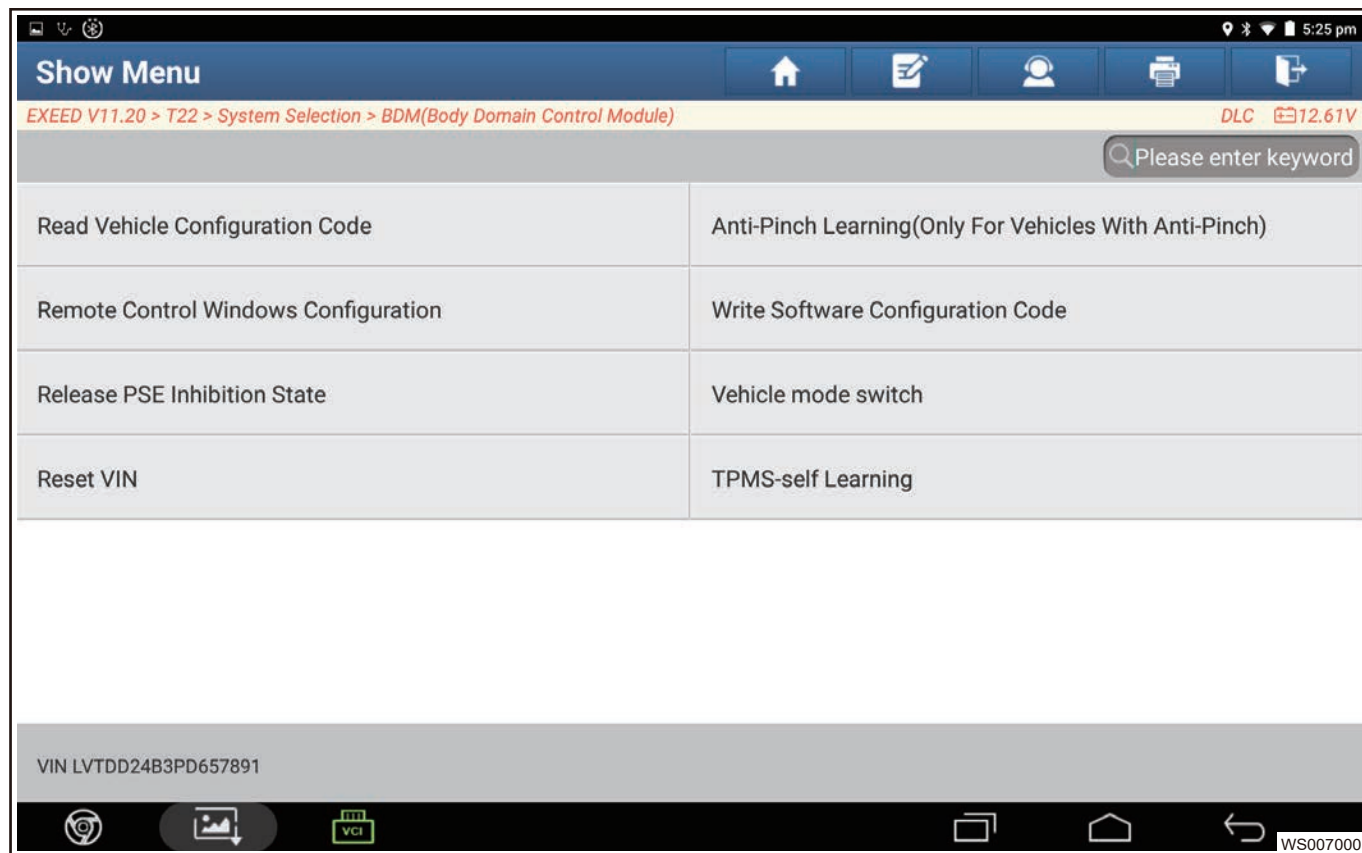 5:25 pm
Show Menu
EXEED V11.20 > T22 > System Selection > BDM(Body Domain Control Module)
DLC 12.61V
Please enter keyword
Read Vehicle Configuration Code
Anti-Pinch Learning(Only For Vehicles With Anti-Pinch)
Remote Control Windows Configuration
Write Software Configuration Code
Release PSE Inhibition State
Vehicle mode switch
Reset VIN
TPMS-self Learning
VIN LVTDD24B3PD657891
VCI
WS007000